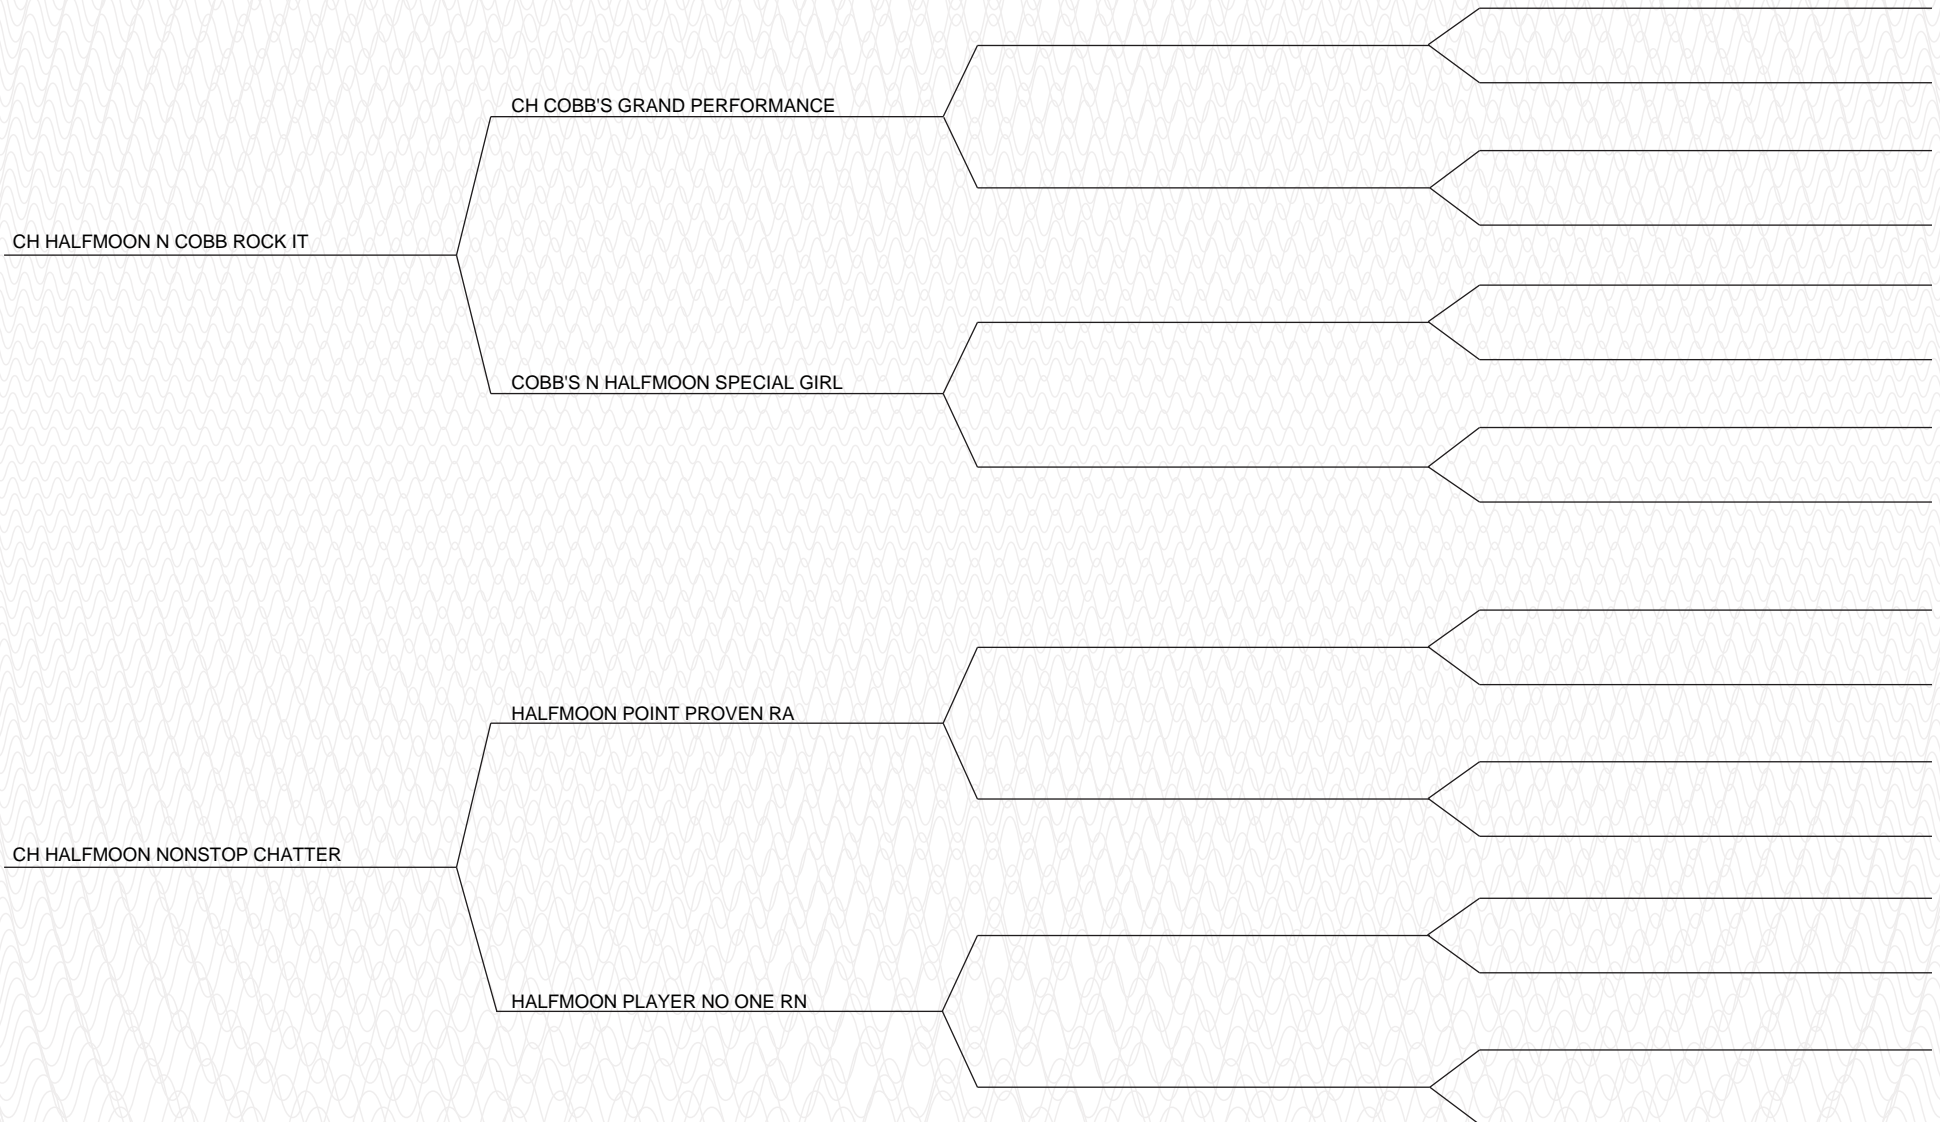 CH COBB'S GRAND PERFORMANCE
CH HALFMOON N COBB ROCK IT
COBB'S N HALFMOON SPECIAL GIRL
HALFMOON POINT PROVEN RA
CH HALFMOON NONSTOP CHATTER
HALFMOON PLAYER NO ONE RN